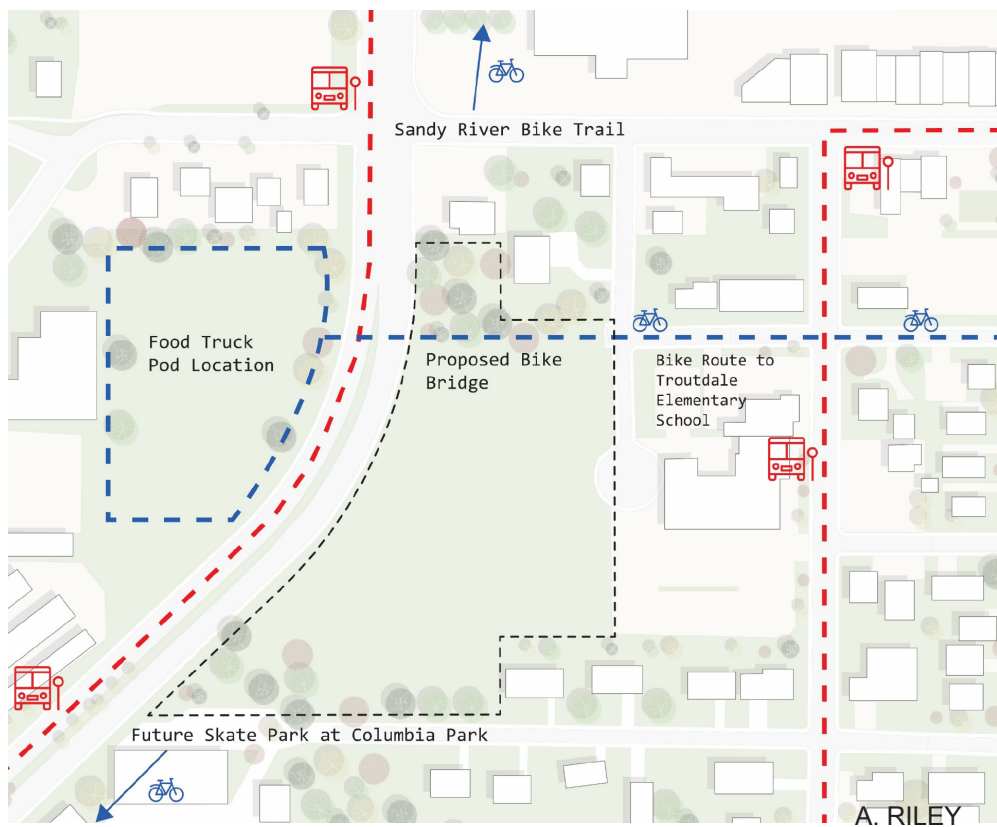 Sandy River Bike Trail
Food Truck
Pod Location
Proposed Bike
Bridge
Bike Route to
Troutdale
Elementary
School
Future Skate Park at Columbia Park
A. RILEY